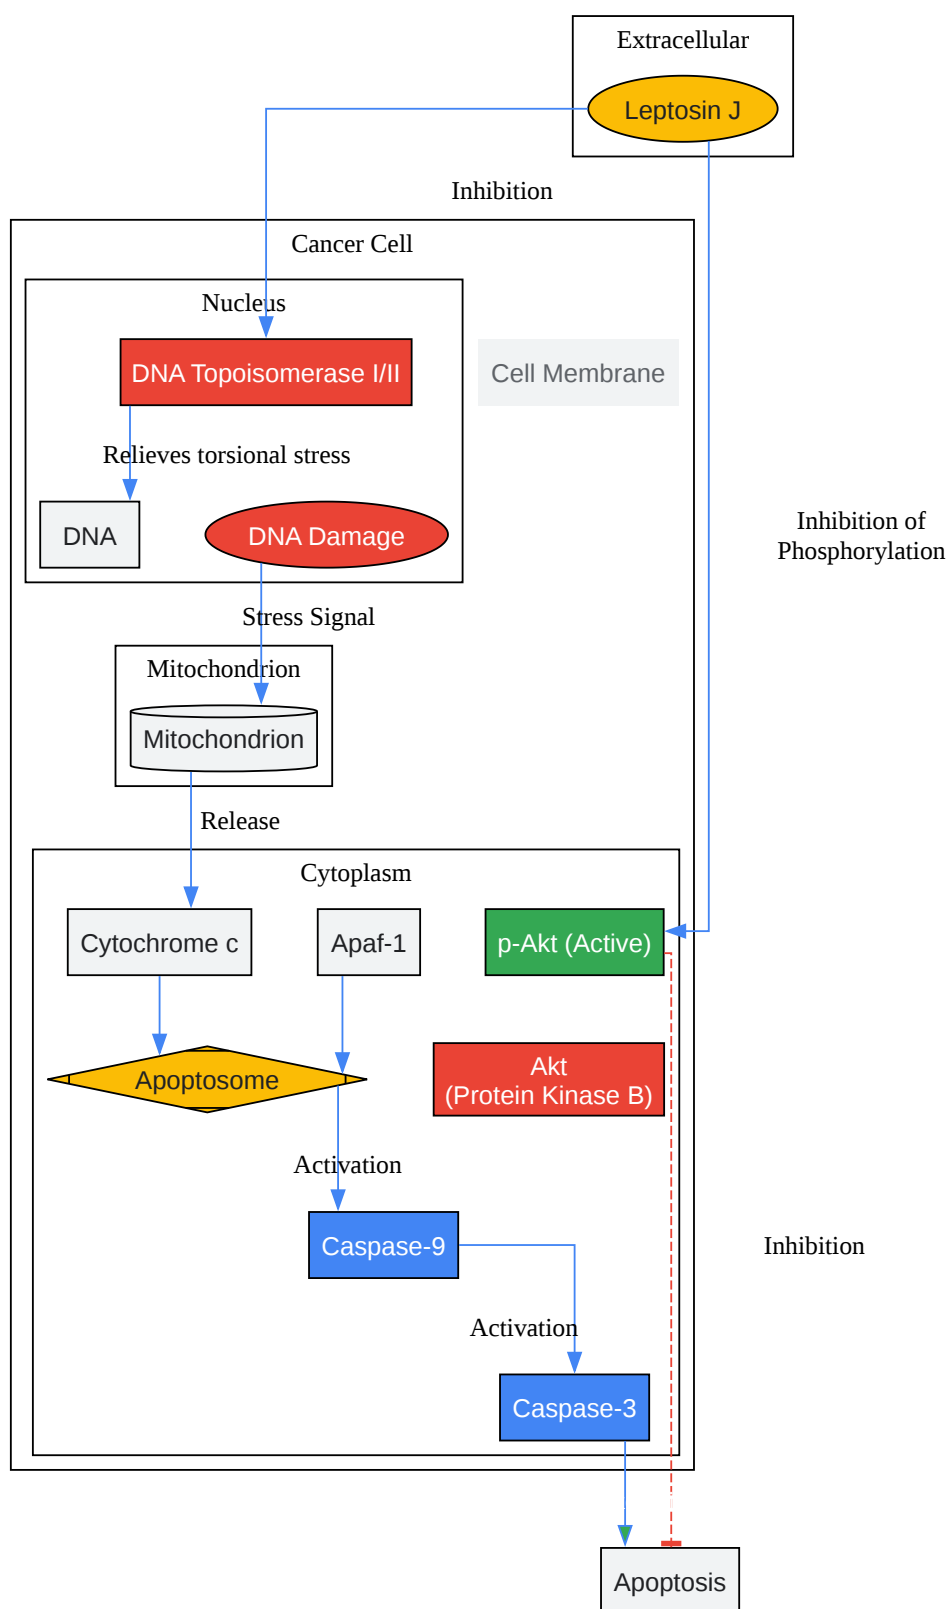 Extracellular
Leptosin J
Inhibition
Cancer Cell
Nucleus
DNA Topoisomerase I/II
Cell Membrane
Relieves torsional stress
DNA
DNA Damage
Inhibition of
Phosphorylation
Stress Signal
Mitochondrion
Mitochondrion
Release
Cytoplasm
Cytochrome c
Apaf-1
p-Akt (Active)
Apoptosome
Akt
(Protein Kinase B)
Activation
Caspase-9
Inhibition
Activation
Caspase-3
Apoptosis